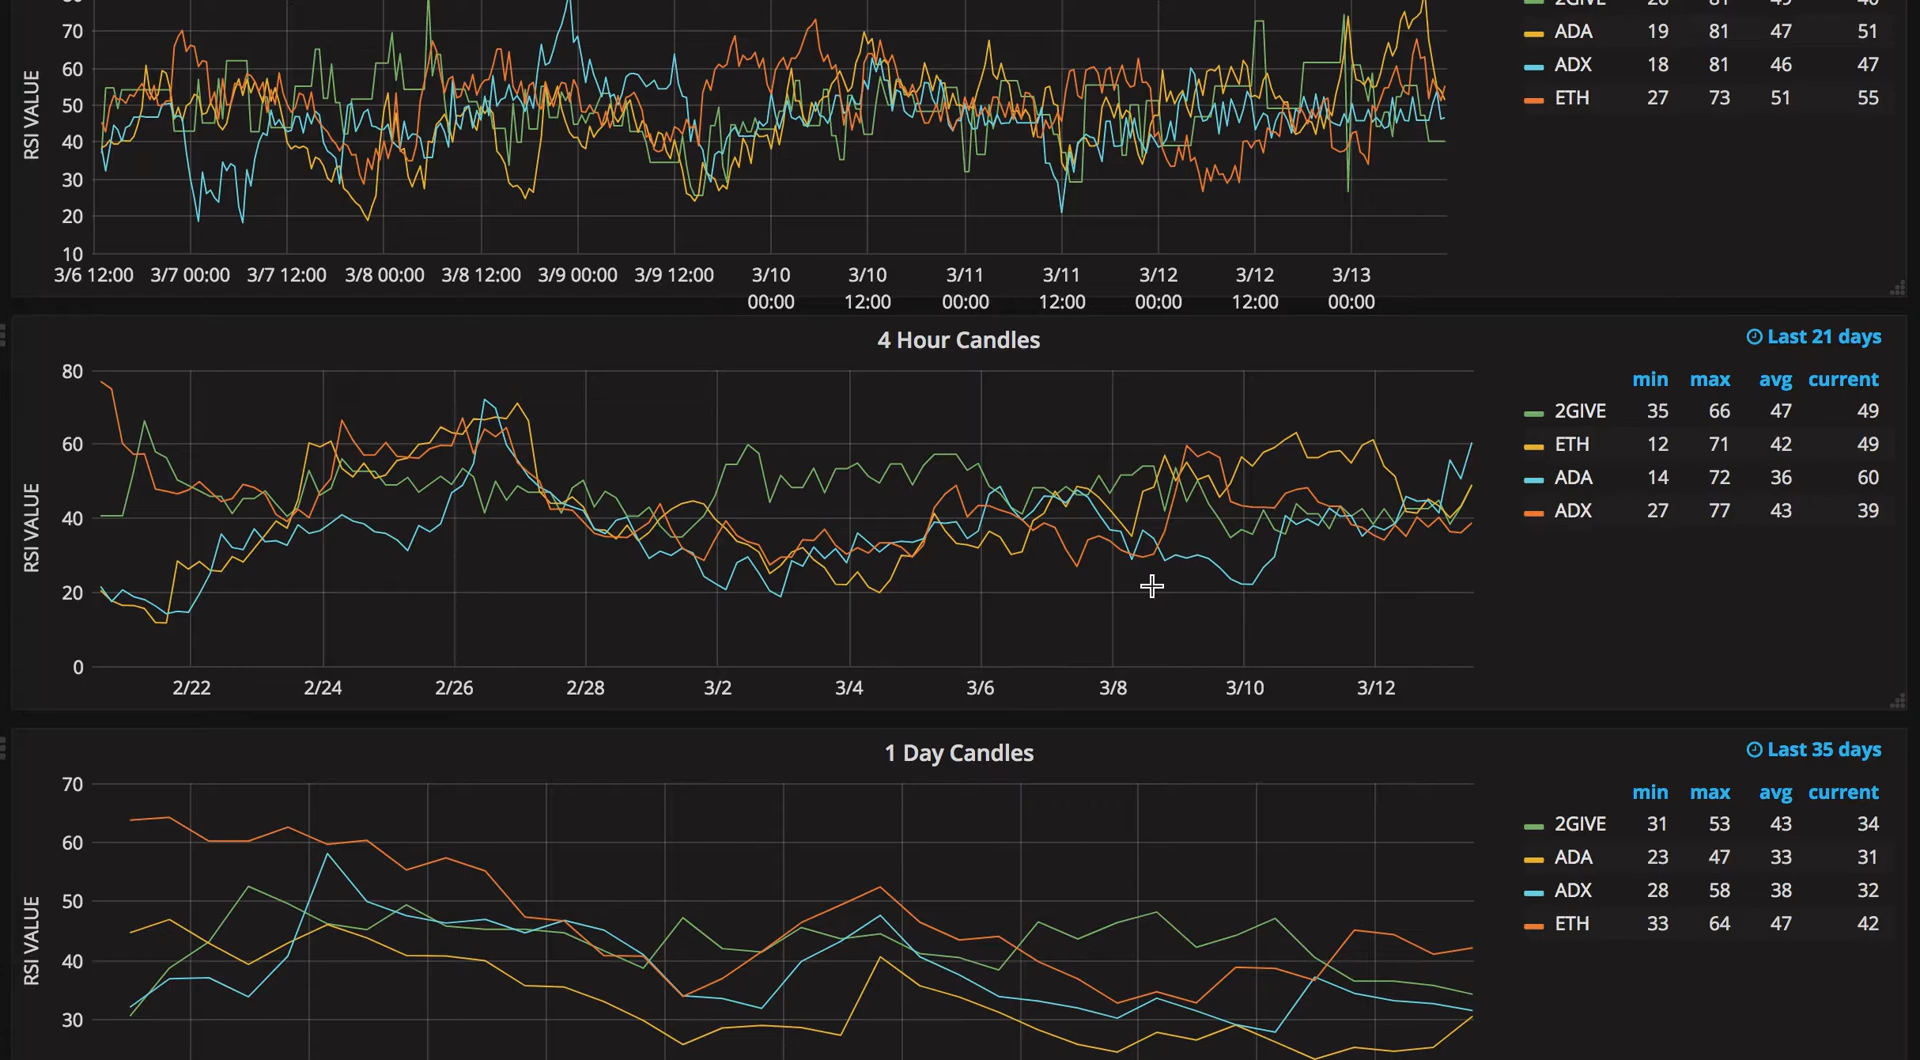 70
60
50
40
30
20
10
RSI VALUE
3/6 12:00 3/7 00:00 3/7 12:00 3/8 00:00 3/8 12:00 3/9 00:00 3/9 12:00 3/10 00:00 3/10 12:00 3/11 00:00 3/11 12:00 3/12 00:00 3/12 12:00 3/13 00:00
ADA 19 81 47 51
ADX 18 81 46 47
ETH 27 73 51 55
4 Hour Candles
Last 21 days
80
60
40
20
0
RSI VALUE
2/22 2/24 2/26 2/28 3/2 3/4 3/6 3/8 3/10 3/12
min max avg current
2GIVE 35 66 47 49
ETH 12 71 42 49
ADA 14 72 36 60
ADX 27 77 43 39
1 Day Candles
Last 35 days
70
60
50
40
30
RSI VALUE
min max avg current
2GIVE 31 53 43 34
ADA 23 47 33 31
ADX 28 58 38 32
ETH 33 64 47 42